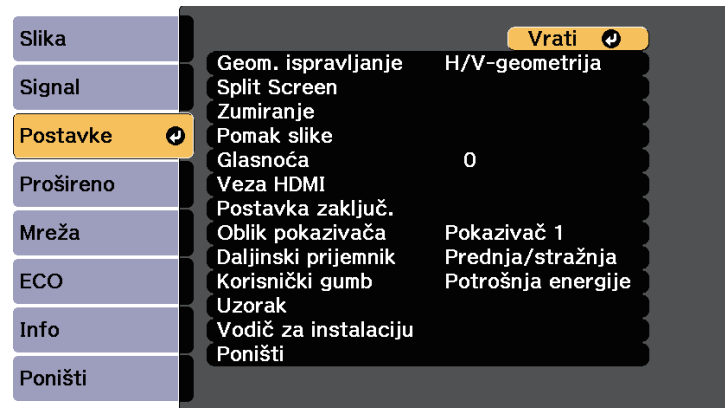 Slika
Signal
Postavke
Prošireno
Mreža
ECO
Info
Poništi
Vrati
Geom. ispravljanje H/V-geometrija
Split Screen
Zumiranje
Pomak slike
Glasnoća 0
Veza HDMI
Postavka zaključ.
Oblik pokazivača Pokazivač 1
Daljinski prijemnik Prednja/stražnja
Korisnički gumb Potrošnja energije
Uzorak
Vodič za instalaciju
Poništi